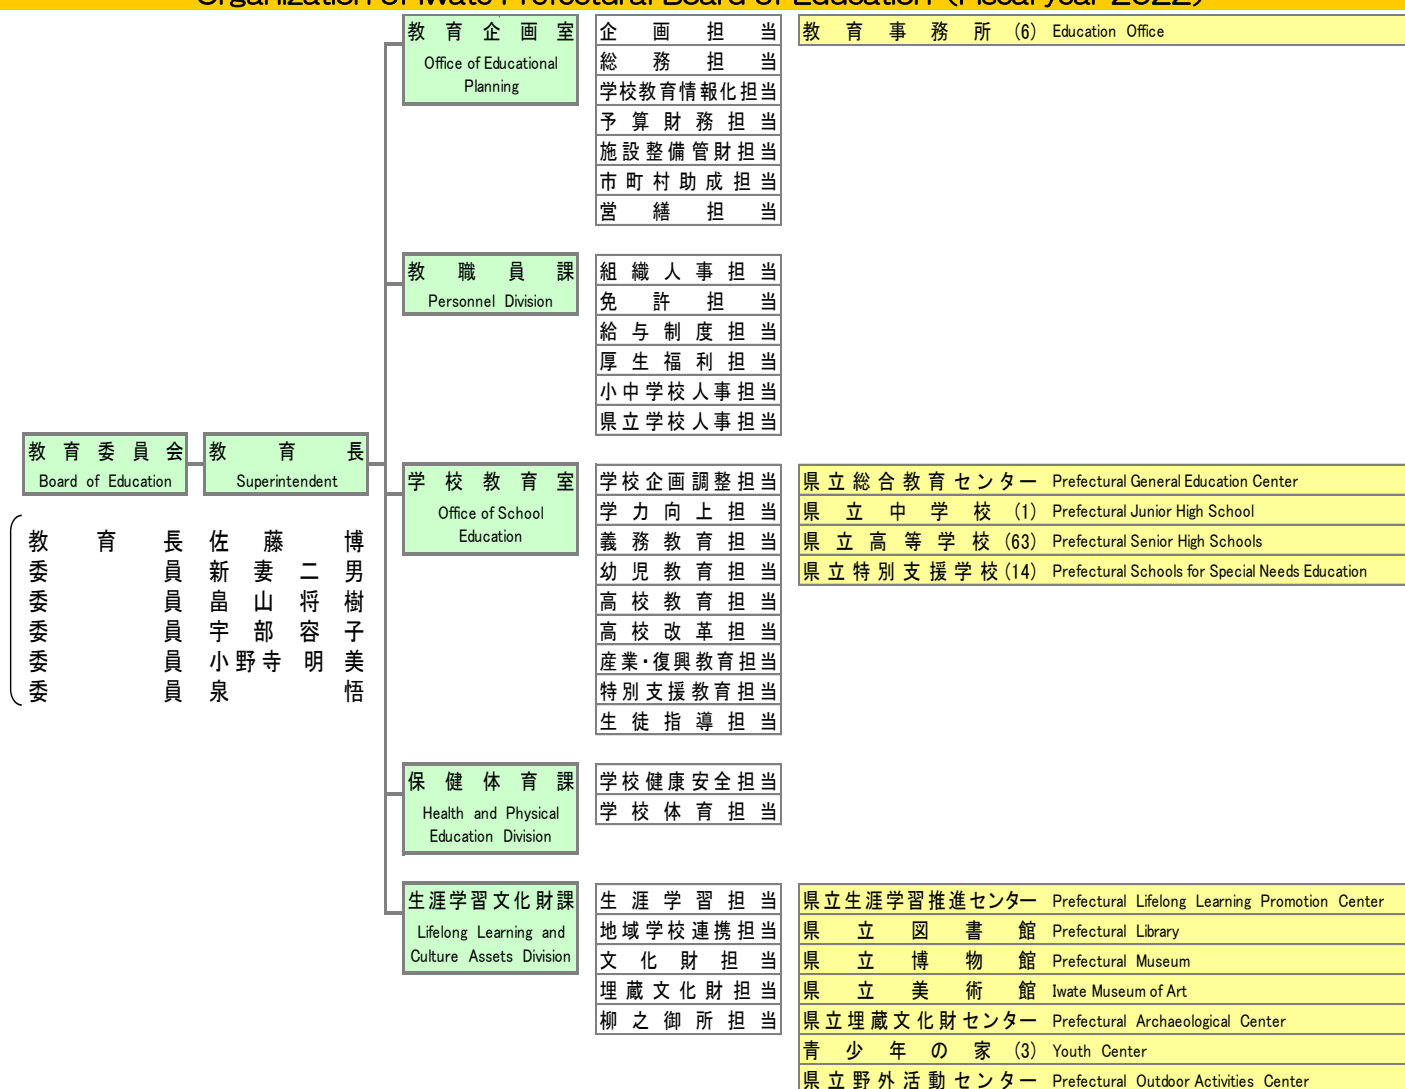 Organization of Iwate Prefectural Board of Education (Fiscal year 2022)
教育委員会
Board of Education
教育長
Superintendent
教育長 佐藤博
委員 新妻二男
委員 畠山将樹
委員 宇部容子
委員 小野寺明美
委員 泉悟
教育企画室
Office of Educational
Planning
企画担当
総務担当
学校教育情報化担当
予算財務担当
施設整備管財担当
市町村助成担当
営繕担当
教育事務所 (6) Education Office
教職員課
Personnel Division
組織人事担当
免許担当
給与制度担当
厚生福利担当
小中学校人事担当
県立学校人事担当
学校教育室
Office of School
Education
学校企画調整担当
学力向上担当
義務教育担当
幼児教育担当
高校教育担当
高校改革担当
産業・復興教育担当
特別支援教育担当
生徒指導担当
県立総合教育センター Prefectural General Education Center
県立中学校 (1) Prefectural Junior High School
県立高等学校 (63) Prefectural Senior High Schools
県立特別支援学校 (14) Prefectural Schools for Special Needs Education
保健体育課
Health and Physical
Education Division
学校健康安全担当
学校体育担当
生涯学習文化財課
Lifelong Learning and
Culture Assets Division
生涯学習担当
地域学校連携担当
文化財担当
埋蔵文化財担当
柳之御所担当
県立生涯学習推進センター Prefectural Lifelong Learning Promotion Center
県立図書館 Prefectural Library
県立博物館 Prefectural Museum
県立美術館 Iwate Museum of Art
県立埋蔵文化財センター Prefectural Archaeological Center
青少年の家 (3) Youth Center
県立野外活動センター Prefectural Outdoor Activities Center